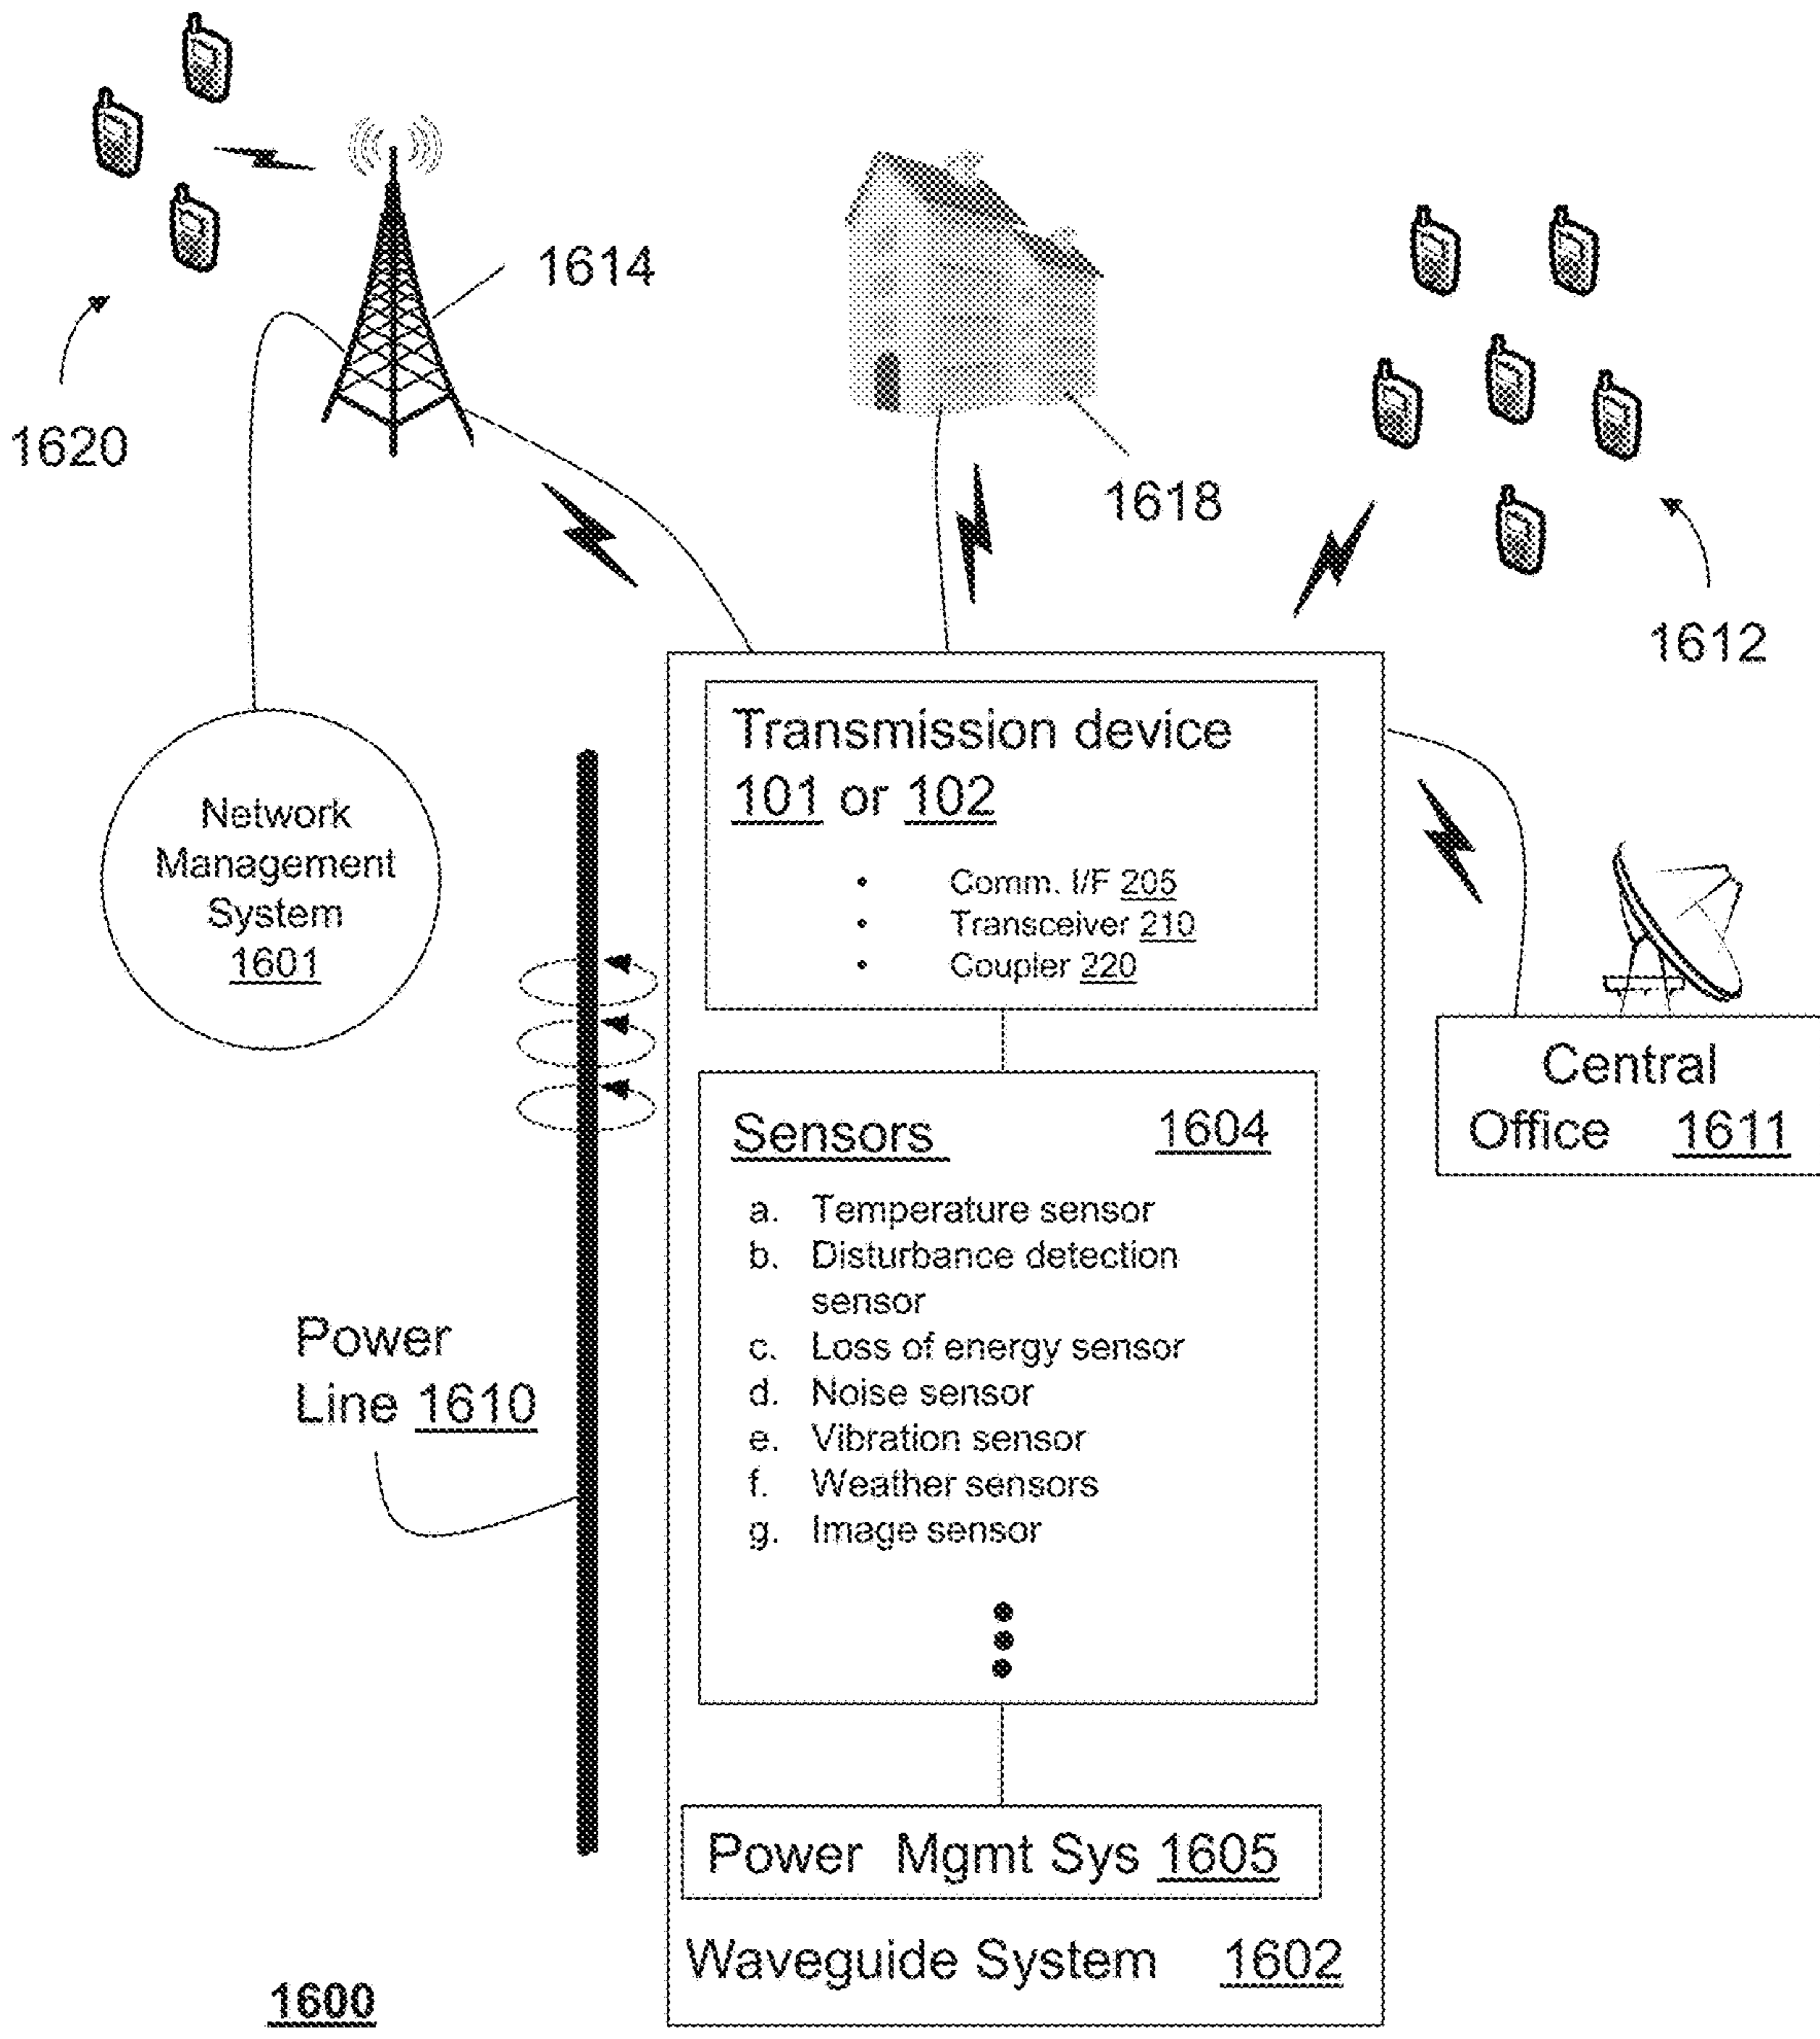 1614
1620
1618
1612
Network
Management
System
1601
Transmission device
101 or 102
• Comm. I/F 205
• Transceiver 210
• Coupler 220
Central
Office 1611
Sensors 1604
a. Temperature sensor
b. Disturbance detection
sensor
c. Loss of energy sensor
d. Noise sensor
e. Vibration sensor
f. Weather sensors
g. Image sensor
Power
Line 1610
Power Mgmt Sys 1605
Waveguide System 1602
1600